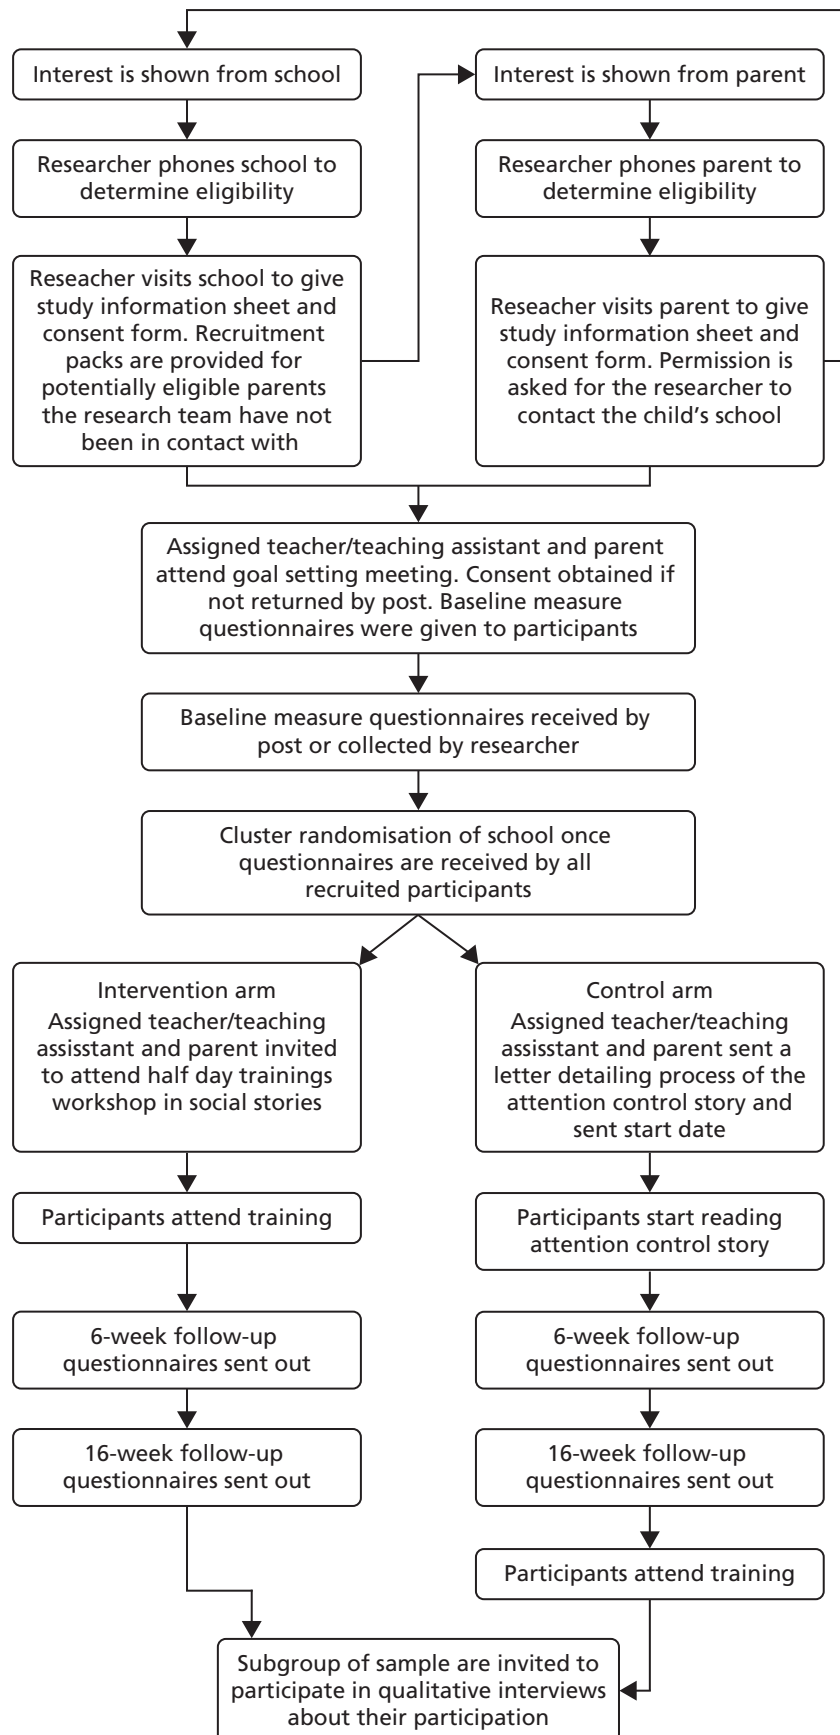 Interest is shown from school
Interest is shown from parent
Researcher phones school to
determine eligibility
Researcher phones parent to
determine eligibility
Reseacher visits school to give
study information sheet and
consent form. Recruitment
packs are provided for
potentially eligible parents
the research team have not
been in contact with
Reseacher visits parent to give
study information sheet and
consent form. Permission is
asked for the researcher to
contact the child's school
Assigned teacher/teaching assistant and parent
attend goal setting meeting. Consent obtained if
not returned by post. Baseline measure
questionnaires were given to participants
Baseline measure questionnaires received by
post or collected by researcher
Cluster randomisation of school once
questionnaires are received by all
recruited participants
Intervention arm
Assigned teacher/teaching
assisstant and parent invited
to attend half day trainings
workshop in social stories
Control arm
Assigned teacher/teaching
assisstant and parent sent a
letter detailing process of the
attention control story and
sent start date
Participants attend training
Participants start reading
attention control story
6-week follow-up
questionnaires sent out
6-week follow-up
questionnaires sent out
16-week follow-up
questionnaires sent out
16-week follow-up
questionnaires sent out
Participants attend training
Subgroup of sample are invited to
participate in qualitative interviews
about their participation